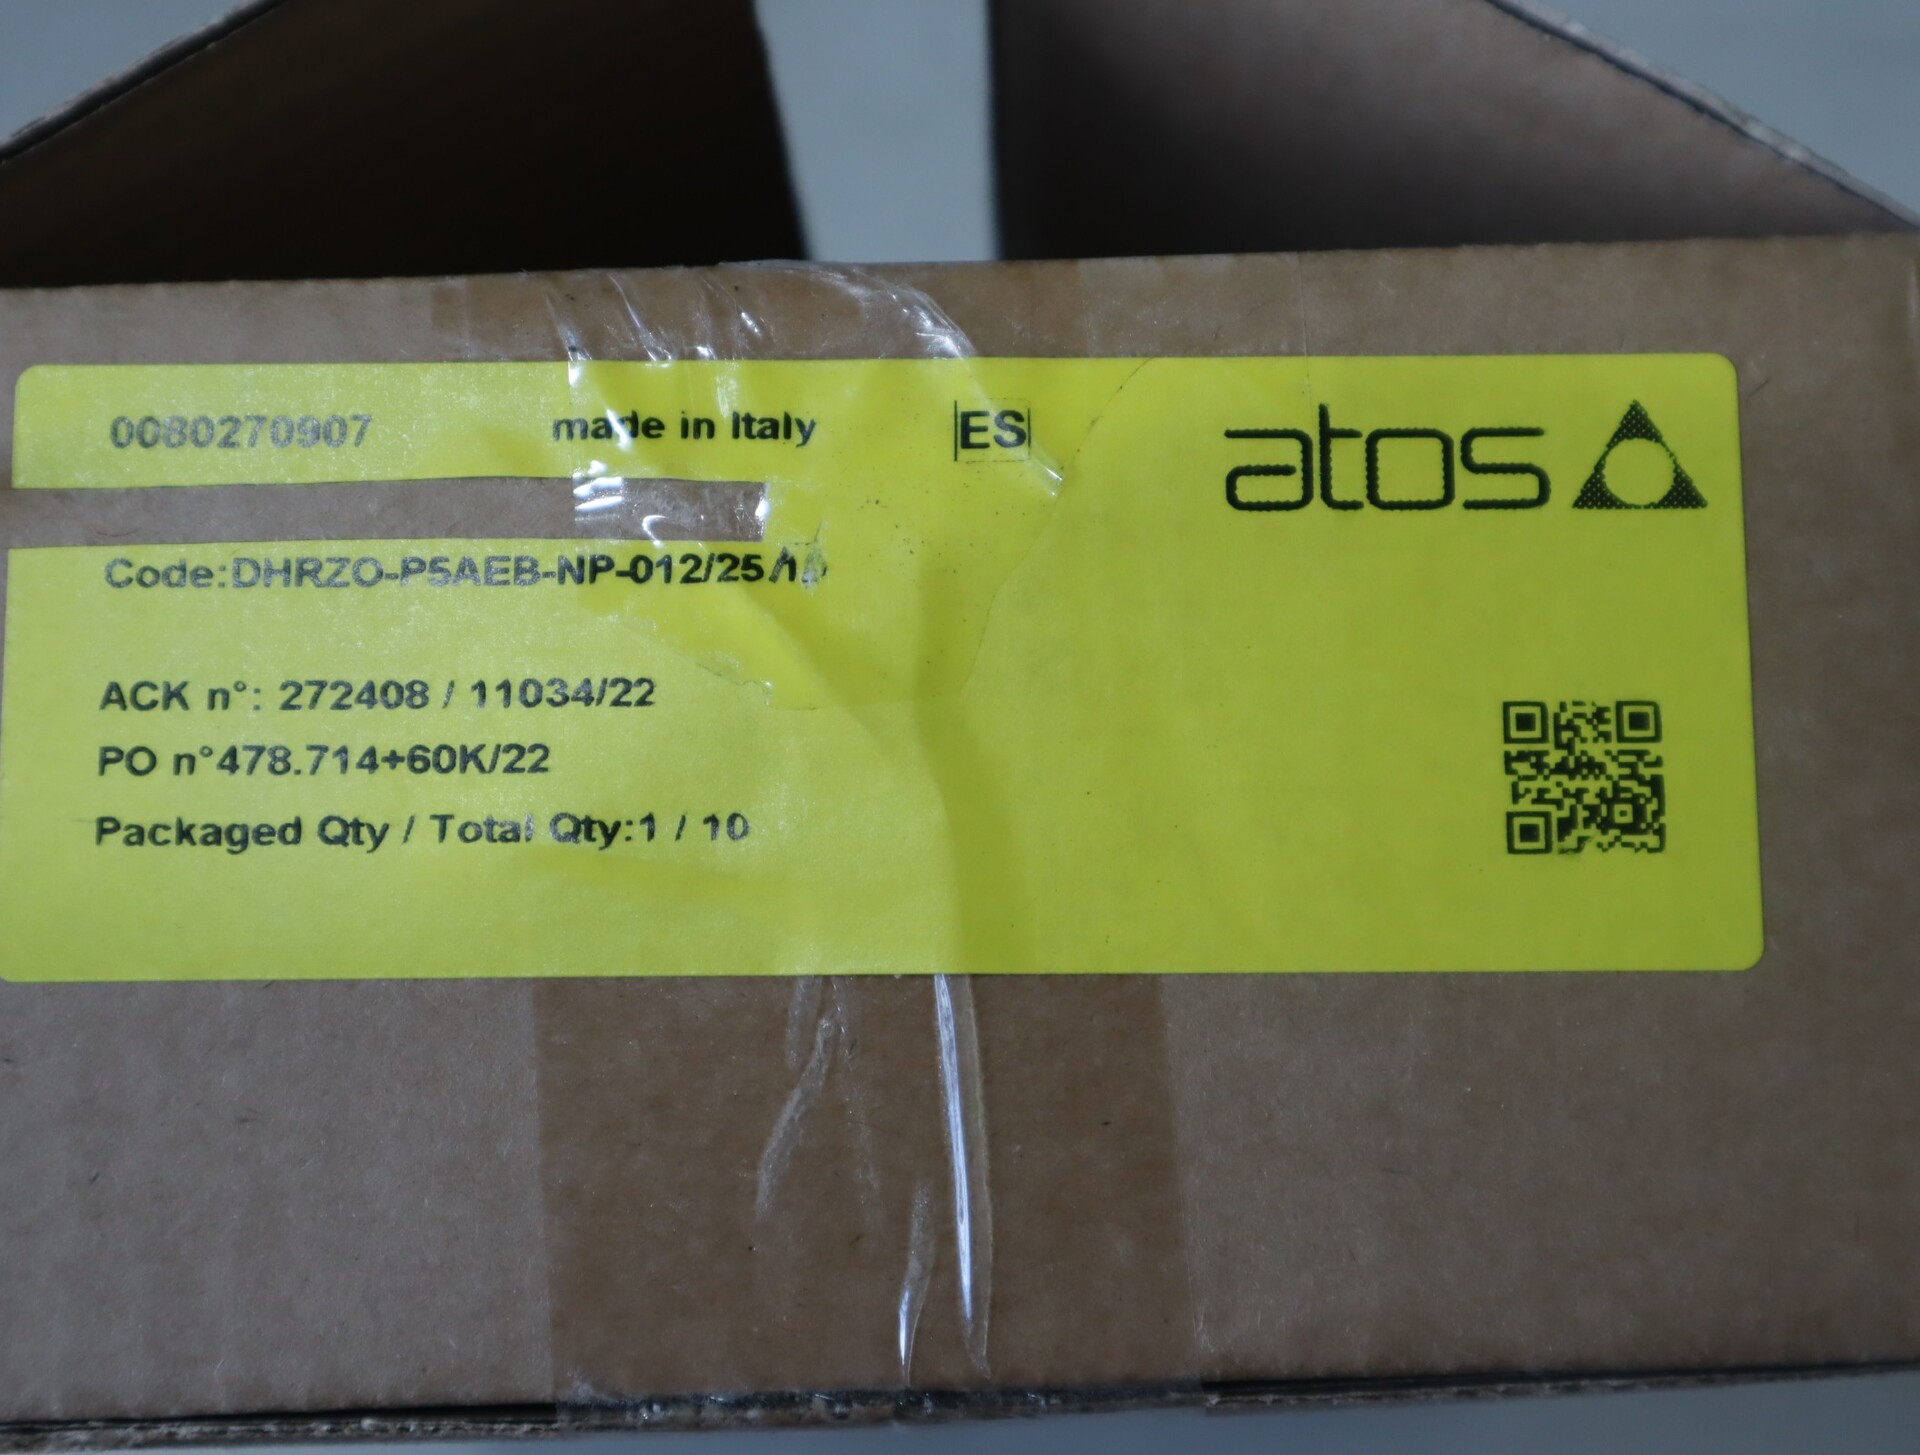 0080270907 made in Italy ES atos
Code:DHRZO-P5AEB-NP-012/25
ACK n°: 272408 / 11034/22
PO n°478.714+60K/22
Packaged Qty / Total Qty:1 / 10